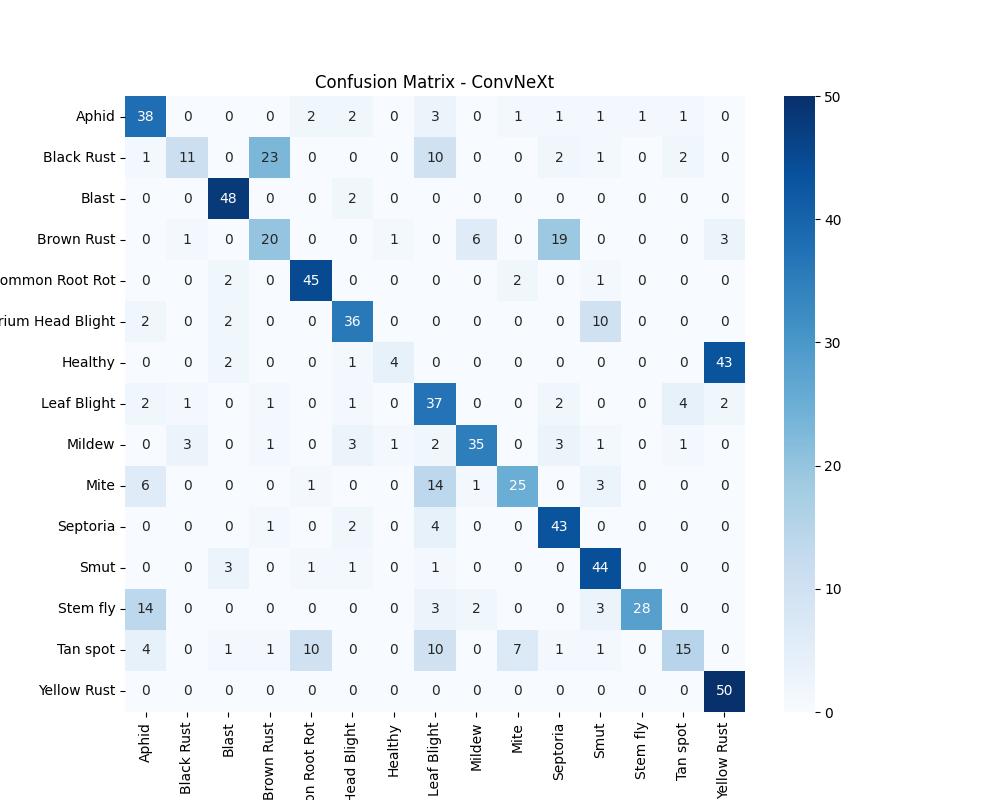 Confusion Matrix - ConvNeXt
Aphid 38 0 0 0 2 2 0 3 0 1 1 1 1 1 0
Black Rust 1 11 0 23 0 0 0 10 0 0 2 1 0 2 0
Blast 0 0 48 0 0 2 0 0 0 0 0 0 0 0 0
Brown Rust 0 1 0 20 0 0 1 0 6 0 19 0 0 0 3
ommon Root Rot 0 0 2 0 45 0 0 0 0 2 0 1 0 0 0
rium Head Blight 2 0 2 0 0 36 0 0 0 0 0 10 0 0 0
Healthy 0 0 2 0 0 1 4 0 0 0 0 0 0 0 43
Leaf Blight 2 1 0 1 0 1 0 37 0 0 2 0 0 4 2
Mildew 0 3 0 1 0 3 1 2 35 0 3 1 0 1 0
Mite 6 0 0 0 1 0 0 14 1 25 0 3 0 0 0
Septoria 0 0 0 1 0 2 0 4 0 0 43 0 0 0 0
Smut 0 0 3 0 1 1 0 1 0 0 0 44 0 0 0
Stem fly 14 0 0 0 0 0 0 3 2 0 0 3 28 0 0
Tan spot 4 0 1 1 10 0 0 10 0 7 1 1 0 15 0
Yellow Rust 0 0 0 0 0 0 0 0 0 0 0 0 0 0 50
Aphid
Black Rust
Blast
Brown Rust
on Root Rot
Head Blight
Healthy
Leaf Blight
Mildew
Mite
Septoria
Smut
Stem fly
Tan spot
Yellow Rust
50
40
30
20
10
0